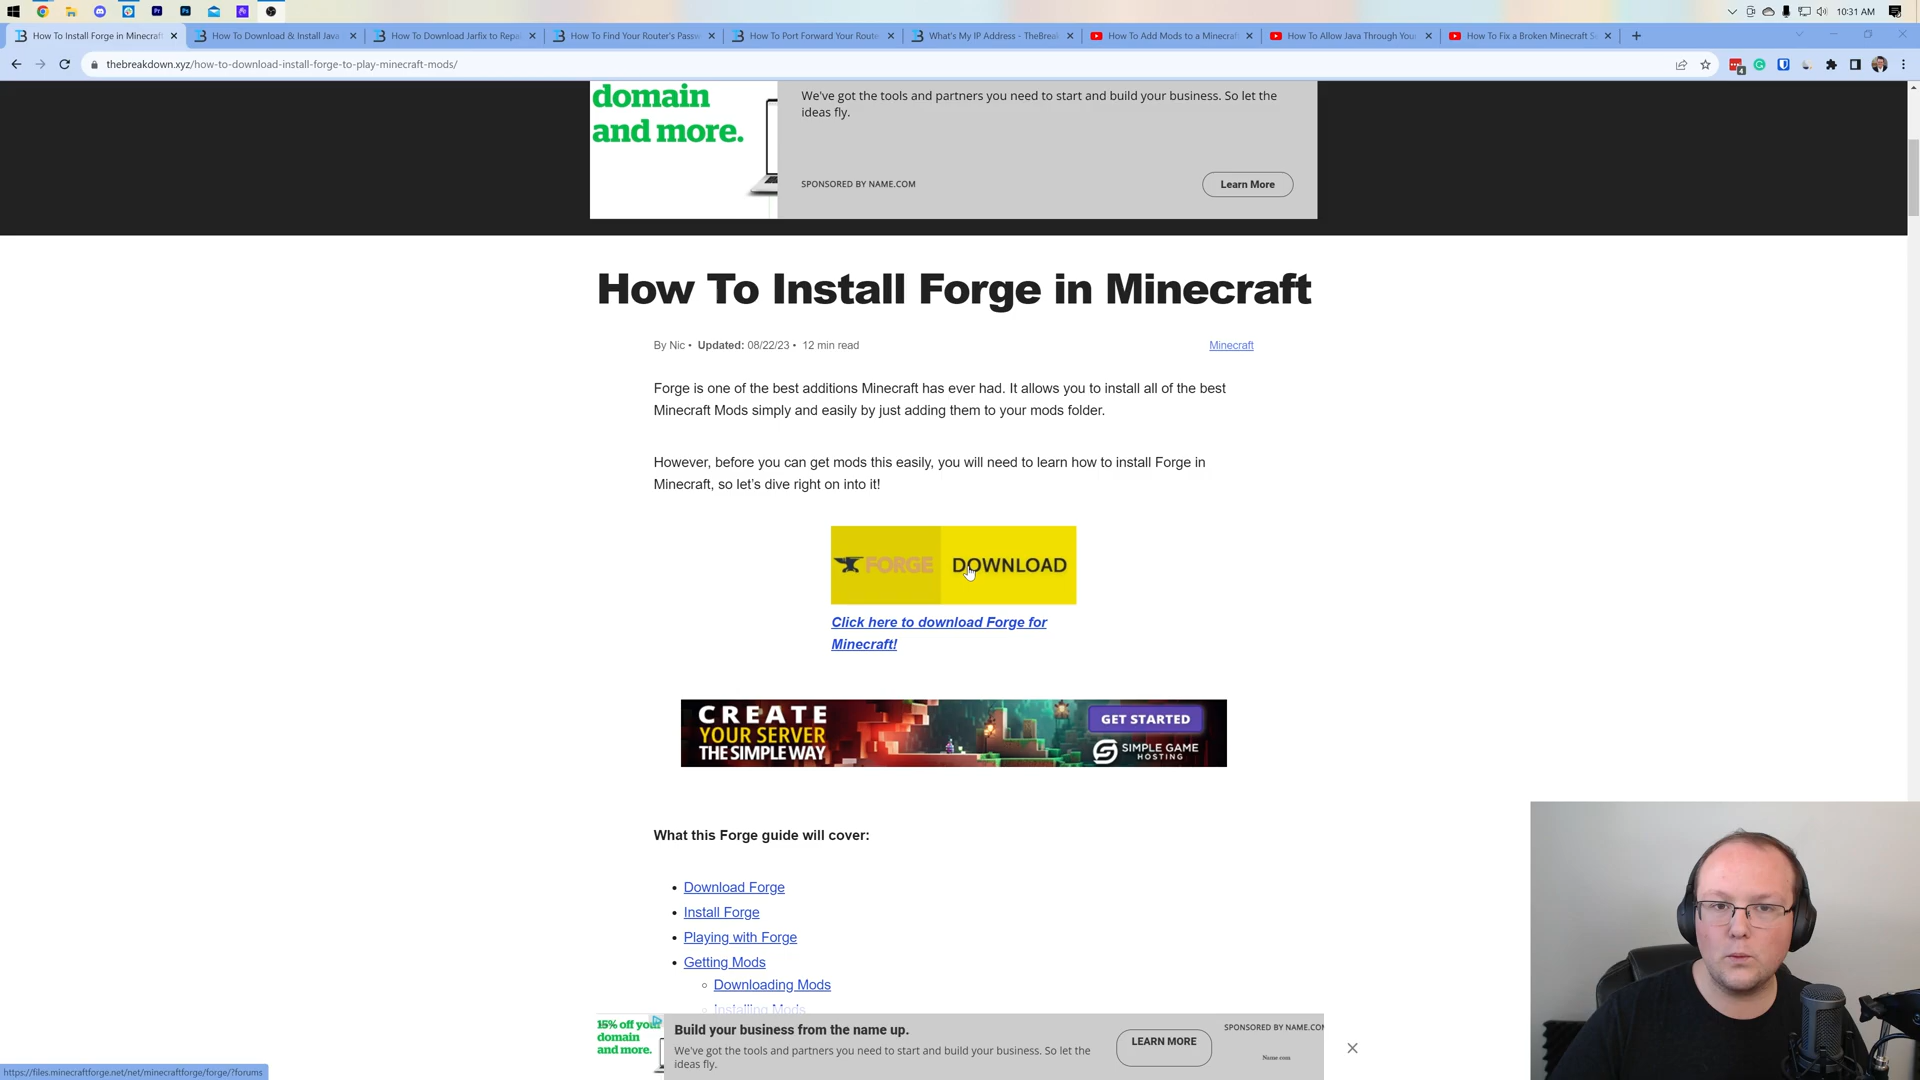 10:31 AM
How To Install Forge in Minecraft
How To Download & Install Java
How To Download Jarfix to Repa
How To Find Your Router's Passw
How To Port Forward Your Route
What's My IP Address - TheBreak
How To Add Mods to a Minecraft
How To Allow Java Through Your
How To Fix a Broken Minecraft Se
thebreakdown.xyz/how-to-download-install-forge-to-play-minecraft-mods/
4
domain
and more.
We've got the tools and partners you need to start and build your business. So let the
ideas fly.
SPONSORED BY NAME.COM
Learn More
How To Install Forge in Minecraft
By Nic • Updated: 08/22/23 • 12 min read
Minecraft
Forge is one of the best additions Minecraft has ever had. It allows you to install all of the best
Minecraft Mods simply and easily by just adding them to your mods folder.
However, before you can get mods this easily, you will need to learn how to install Forge in
Minecraft, so let's dive right on into it!
FORGE DOWNLOAD
Click here to download Forge for
Minecraft!
CREATE
YOUR SERVER
THE SIMPLE WAY
GET STARTED
SIMPLE GAME
HOSTING
What this Forge guide will cover:
• Download Forge
• Install Forge
• Playing with Forge
• Getting Mods
◦ Downloading Mods
◦ Installing Mods
15% off your
domain
and more.
Build your business from the name up.
We've got the tools and partners you need to start and build your business. So let the
ideas fly.
LEARN MORE
SPONSORED BY NAME.COM
Name.com
https://files.minecraftforge.net/net/minecraftforge/forge/?forums